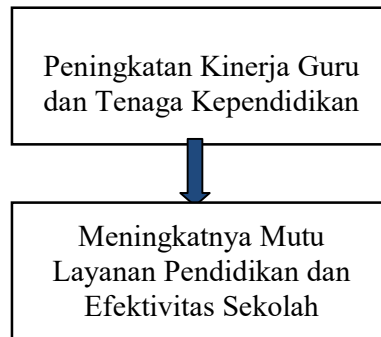 Peningkatan Kinerja Guru
dan Tenaga Kependidikan
Meningkatnya Mutu
Layanan Pendidikan dan
Efektivitas Sekolah